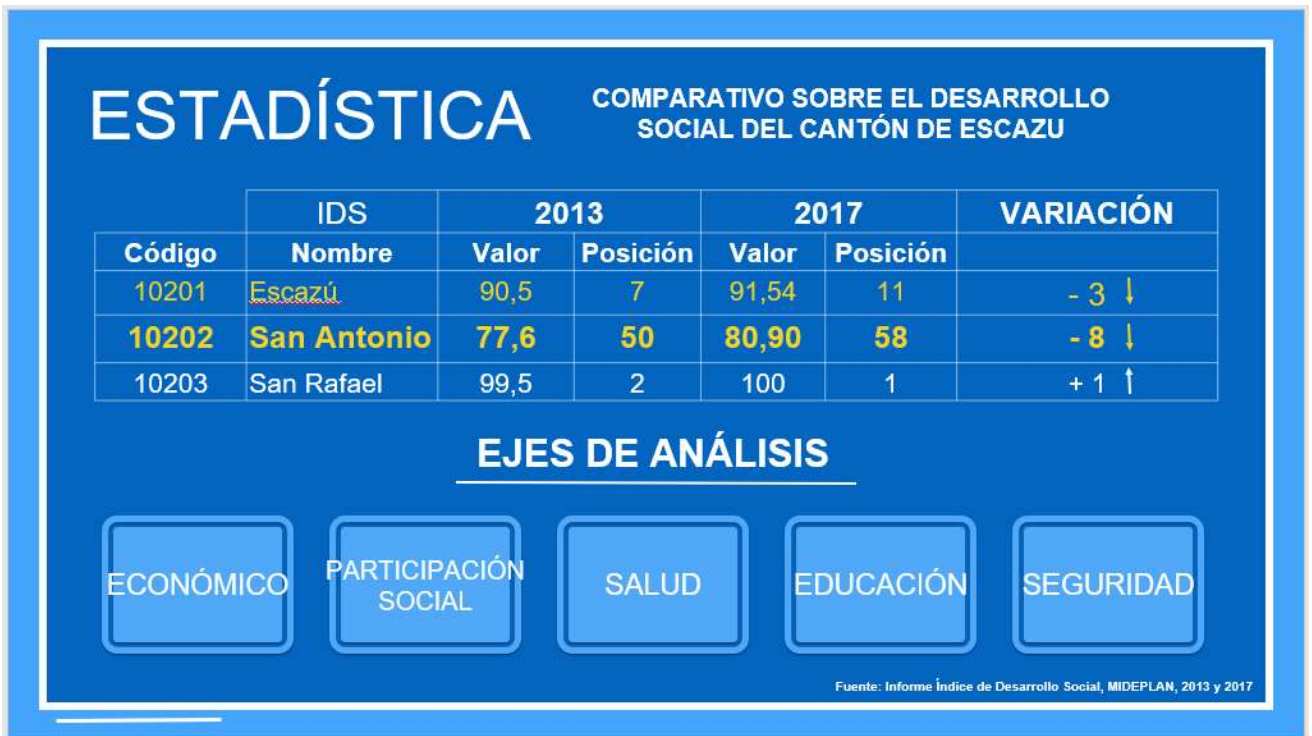 ESTADÍSTICA
COMPARATIVO SOBRE EL DESARROLLO
SOCIAL DEL CANTÓN DE ESCAZU
IDS 2013 2017 VARIACIÓN
Código Nombre Valor Posición Valor Posición
10201 Escazú 90,5 7 91,54 11 - 3 ↓
10202 San Antonio 77,6 50 80,90 58 - 8 ↓
10203 San Rafael 99,5 2 100 1 + 1 ↑
EJES DE ANÁLISIS
ECONÓMICO
PARTICIPACIÓN
SOCIAL
SALUD
EDUCACIÓN
SEGURIDAD
Fuente: Informe Índice de Desarrollo Social, MIDEPLAN, 2013 y 2017